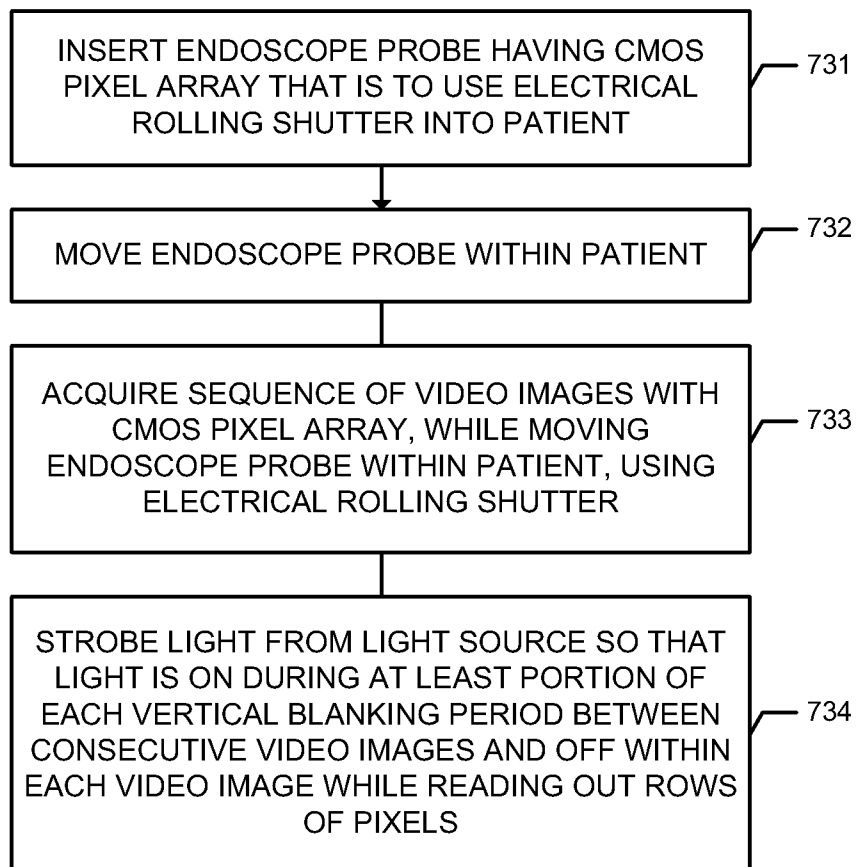 INSERT ENDOSCOPE PROBE HAVING CMOS
PIXEL ARRAY THAT IS TO USE ELECTRICAL
ROLLING SHUTTER INTO PATIENT
731
MOVE ENDOSCOPE PROBE WITHIN PATIENT
732
ACQUIRE SEQUENCE OF VIDEO IMAGES WITH
CMOS PIXEL ARRAY, WHILE MOVING
ENDOSCOPE PROBE WITHIN PATIENT, USING
ELECTRICAL ROLLING SHUTTER
733
STROBE LIGHT FROM LIGHT SOURCE SO THAT
LIGHT IS ON DURING AT LEAST PORTION OF
EACH VERTICAL BLANKING PERIOD BETWEEN
CONSECUTIVE VIDEO IMAGES AND OFF WITHIN
EACH VIDEO IMAGE WHILE READING OUT ROWS
OF PIXELS
734